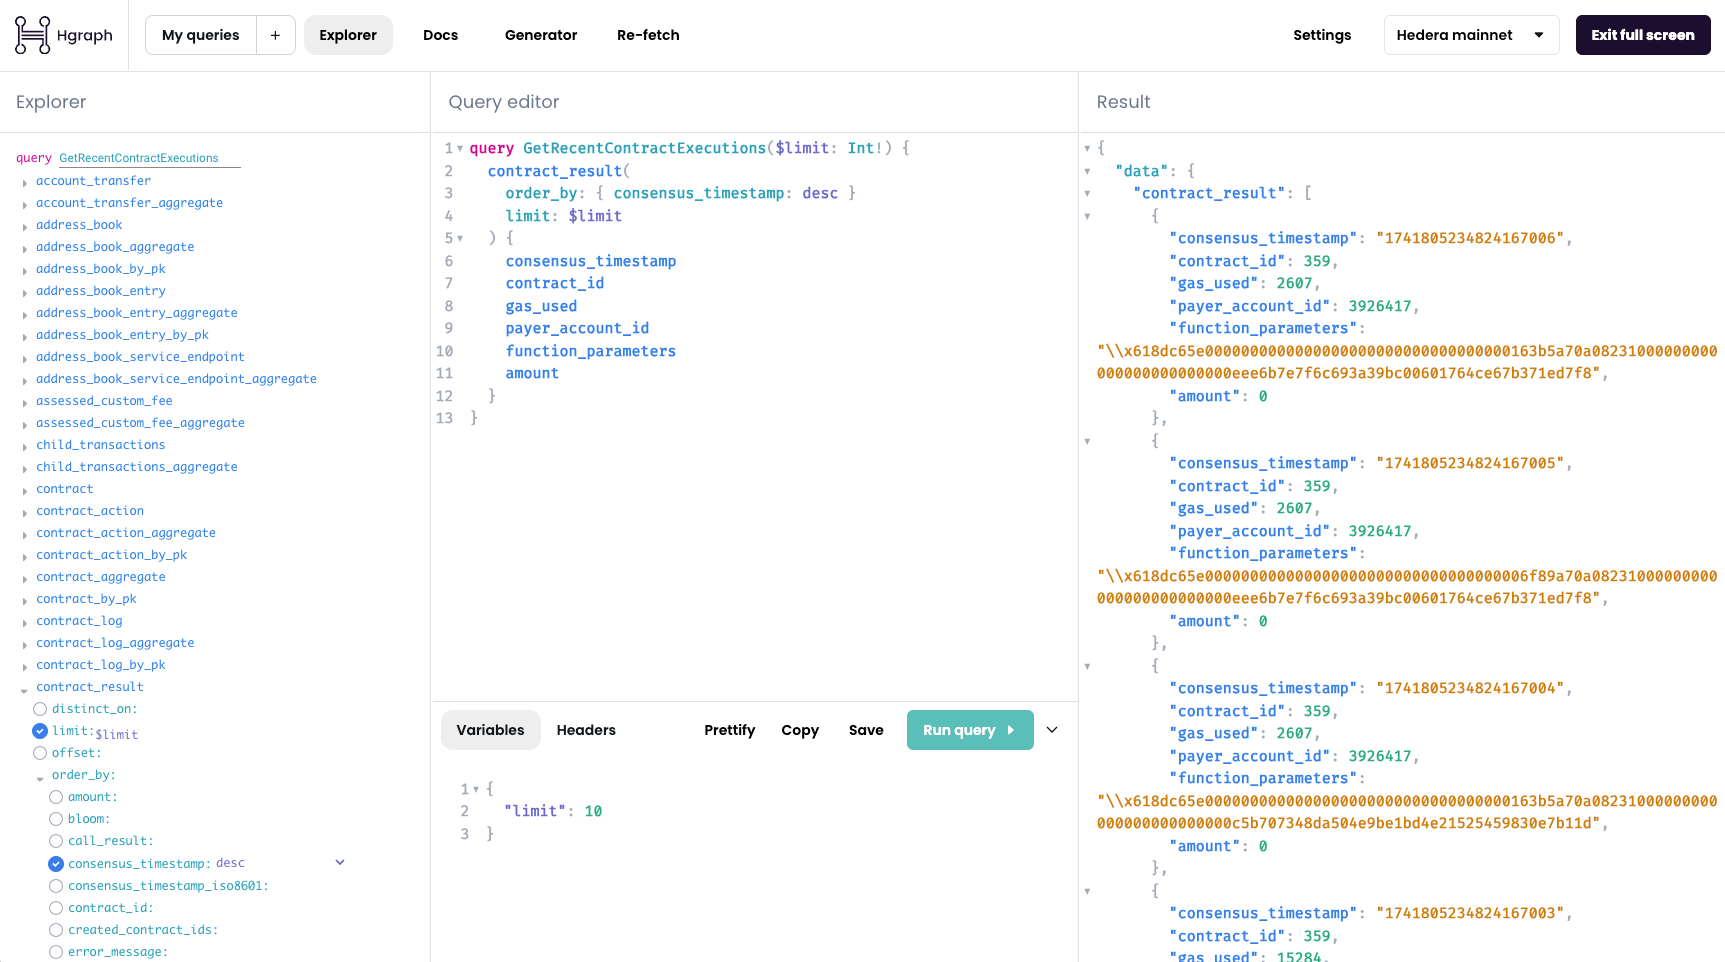 Hgraph
My queries
+
Explorer
Docs
Generator
Re-fetch
Settings
Hedera mainnet
Exit full screen
Explorer
query GetRecentContractExecutions
account_transfer
account_transfer_aggregate
address_book
address_book_aggregate
address_book_by_pk
address_book_entry
address_book_entry_aggregate
address_book_entry_by_pk
address_book_service_endpoint
address_book_service_endpoint_aggregate
assessed_custom_fee
assessed_custom_fee_aggregate
child_transactions
child_transactions_aggregate
contract
contract_action
contract_action_aggregate
contract_action_by_pk
contract_aggregate
contract_by_pk
contract_log
contract_log_aggregate
contract_log_by_pk
contract_result
distinct_on:
limit:$limit
offset:
order_by:
amount:
bloom:
call_result:
consensus_timestamp: desc
consensus_timestamp_iso8601:
contract_id:
created_contract_ids:
error_message:
Query editor
1 query GetRecentContractExecutions($limit: Int!) {
2 contract_result(
3 order_by: { consensus_timestamp: desc }
4 limit: $limit
5 ) {
6 consensus_timestamp
7 contract_id
8 gas_used
9 payer_account_id
10 function_parameters
11 amount
12 }
13 }
Variables
Headers
Prettify
Copy
Save
Run query
1 {
2 "limit": 10
3 }
Result
{
"data": {
"contract_result": [
{
"consensus_timestamp": "1741805234824167006",
"contract_id": 359,
"gas_used": 2607,
"payer_account_id": 3926417,
"function_parameters":
"\\x618dc65e0000000000000000000000000000000000163b5a70a08231000000000
000000000000000eee6b7e7f6c693a39bc00601764ce67b371ed7f8",
"amount": 0
},
{
"consensus_timestamp": "1741805234824167005",
"contract_id": 359,
"gas_used": 2607,
"payer_account_id": 3926417,
"function_parameters":
"\\x618dc65e00000000000000000000000000000000006f89a70a08231000000000
000000000000000eee6b7e7f6c693a39bc00601764ce67b371ed7f8",
"amount": 0
},
{
"consensus_timestamp": "1741805234824167004",
"contract_id": 359,
"gas_used": 2607,
"payer_account_id": 3926417,
"function_parameters":
"\\x618dc65e0000000000000000000000000000000000163b5a70a08231000000000
000000000000000c5b707348da504e9be1bd4e21525459830e7b11d",
"amount": 0
},
{
"consensus_timestamp": "1741805234824167003",
"contract_id": 359,
"gas_used": 15284,